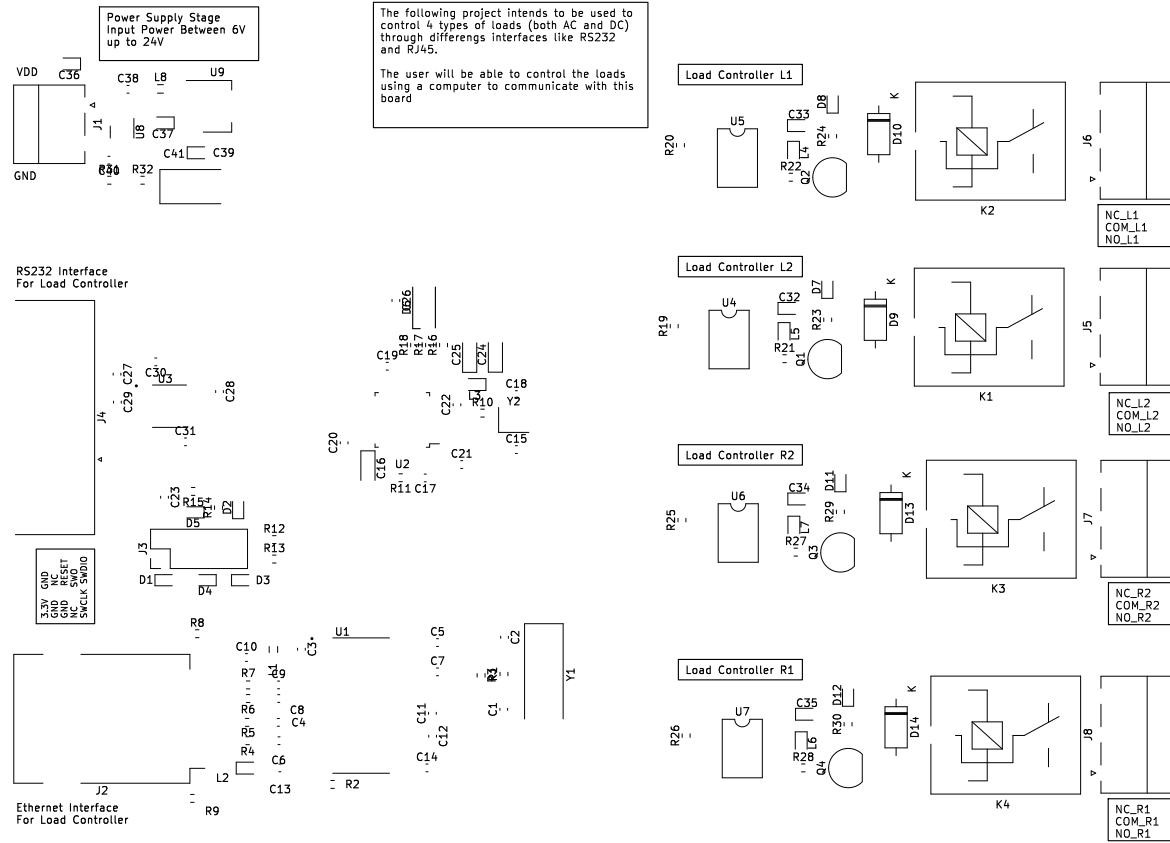 Power Supply Stage
Input Power Between 6V
up to 24V
The following project intends to be used to
control 4 types of loads (both AC and DC)
through differengs interfaces like RS232
and RJ45.
The user will be able to control the loads
using a computer to communicate with this
board
VDD
C36
C38
L8
U9
J1
U8
C37
C41
C39
R32
GND
Load Controller L1
R20
U5
C33
L4
R22
Q2
D8
R24
D10
K
K2
J6
NC_L1
COM_L1
NO_L1
RS232 Interface
For Load Controller
J4
C27
C29
C30
U3
C28
C31
C26
R18
R17
R16
C19
C25
C24
C18
R10
Y2
C22
C15
C20
C16
U2
C21
R11
C17
Load Controller L2
R19
U4
C32
L5
R21
Q1
D7
R23
D9
K
K1
J5
NC_L2
COM_L2
NO_L2
C23
R15
R14
D2
D5
J3
R12
R13
D1
D4
D3
3.3V GND
GND NC
GND RESET
NC SWO
SWCLK SWDIO
Load Controller R2
R25
U6
C34
L7
R27
Q3
D11
R29
D13
K
K3
J7
NC_R2
COM_R2
NO_R2
R8
C10
L1
C3
U1
C5
C2
R7
C9
C7
Y1
R6
C8
C4
C11
C1
R5
C12
R4
C6
C14
L2
C13
R2
J2
R9
Ethernet Interface
For Load Controller
Load Controller R1
R26
U7
C35
L6
R28
Q4
D12
R30
D14
K
K4
J8
NC_R1
COM_R1
NO_R1